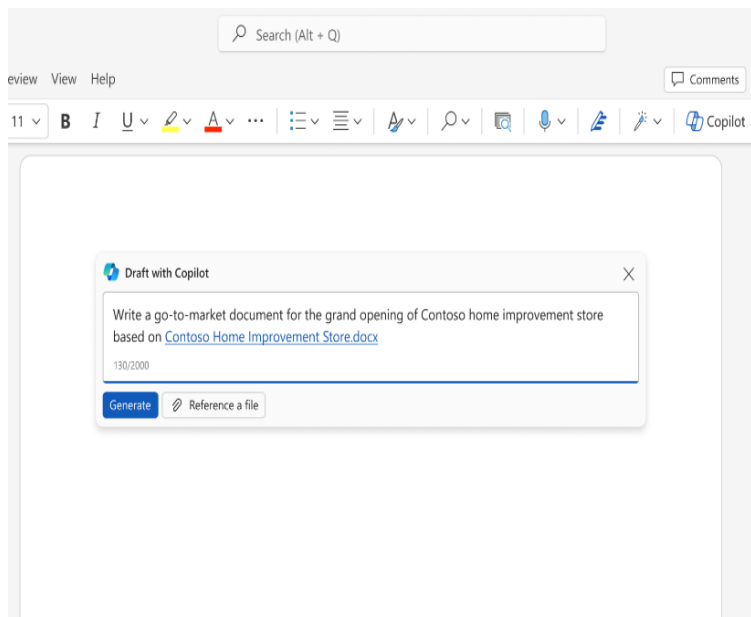 Search (Alt + Q)
eview View Help
Comments
11 B I U A ... A Copilot
Draft with Copilot
Write a go-to-market document for the grand opening of Contoso home improvement store
based on Contoso Home Improvement Store.docx
130/2000
Generate Reference a file